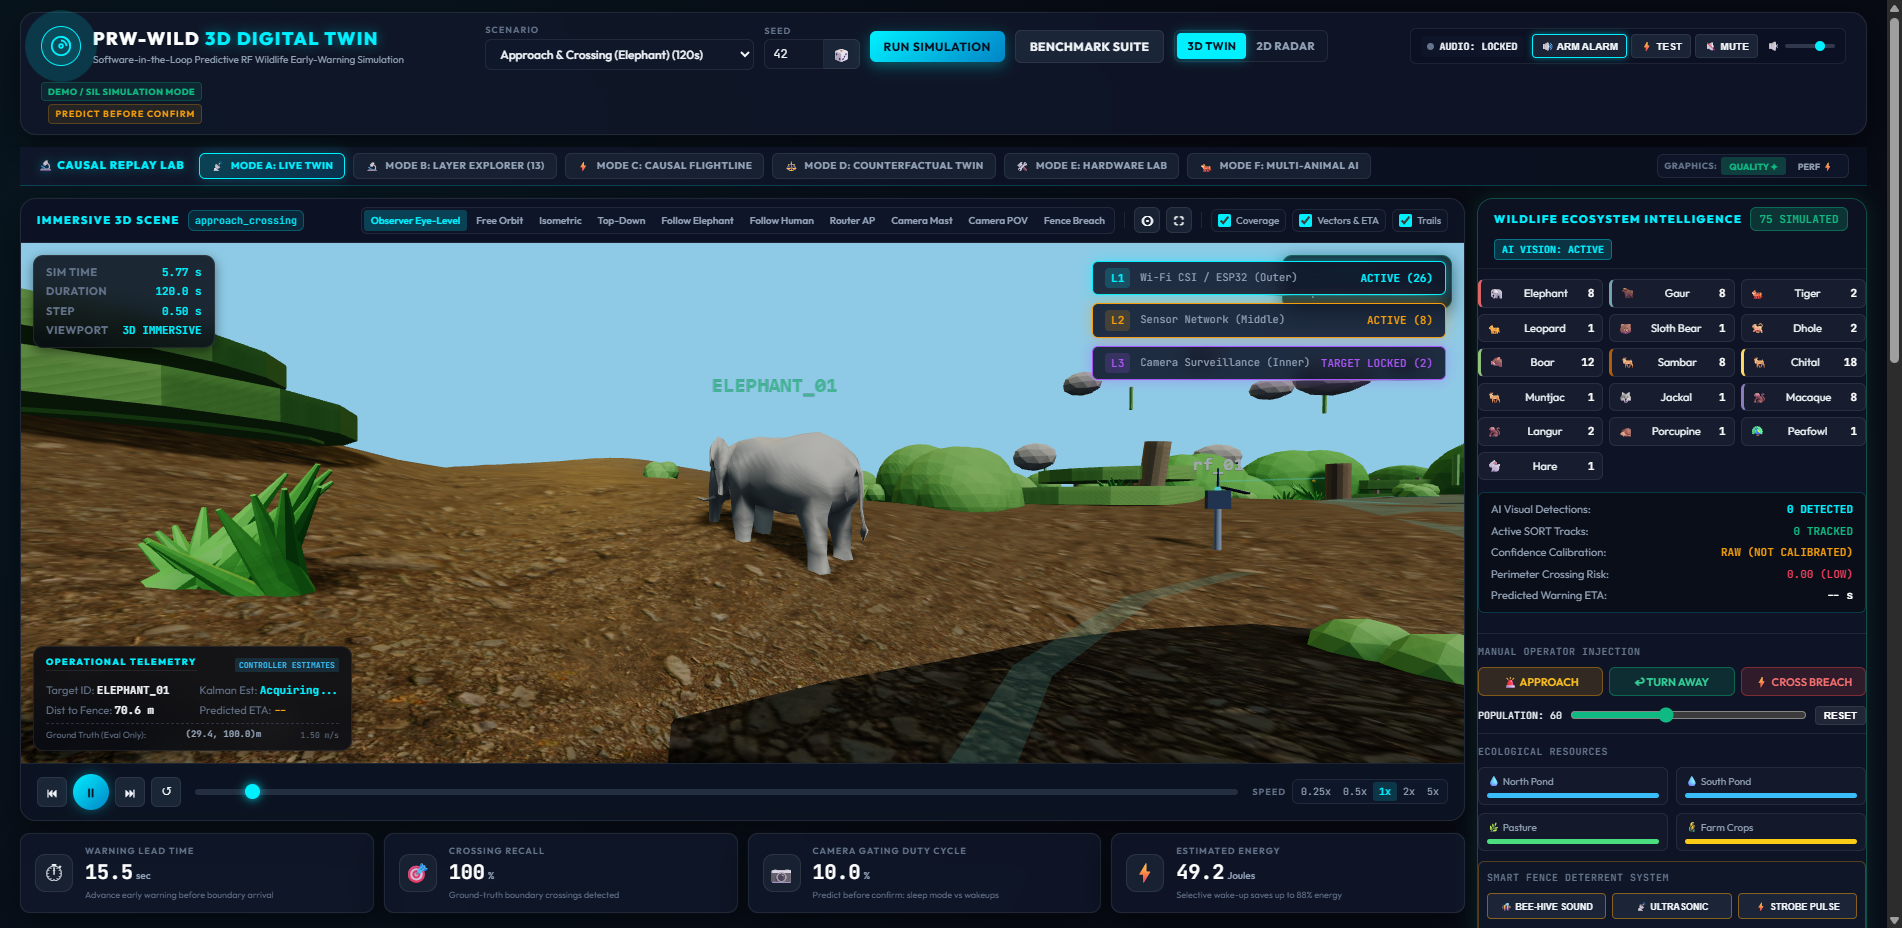 PRW-WILD 3D DIGITAL TWIN
Software-in-the-Loop Predictive RF Wildlife Early-Warning Simulation
DEMO / SIL SIMULATION MODE
PREDICT BEFORE CONFIRM
SCENARIO
Approach & Crossing (Elephant) (120s)
SEED
42
RUN SIMULATION
BENCHMARK SUITE
3D TWIN
2D RADAR
AUDIO: LOCKED
ARM ALARM
TEST
MUTE
CAUSAL REPLAY LAB
MODE A: LIVE TWIN
MODE B: LAYER EXPLORER (13)
MODE C: CAUSAL FLIGHTLINE
MODE D: COUNTERFACTUAL TWIN
MODE E: HARDWARE LAB
MODE F: MULTI-ANIMAL AI
GRAPHICS:
QUALITY
PERF
IMMERSIVE 3D SCENE
approach_crossing
Observer Eye-Level
Free Orbit
Isometric
Top-Down
Follow Elephant
Follow Human
Router AP
Camera Mast
Camera POV
Fence Breach
Coverage
Vectors & ETA
Trails
SIM TIME 5.77 s
DURATION 120.0 s
STEP 0.50 s
VIEWPORT 3D IMMERSIVE
L1 Wi-Fi CSI / ESP32 (Outer) ACTIVE (26)
L2 Sensor Network (Middle) ACTIVE (8)
L3 Camera Surveillance (Inner) TARGET LOCKED (2)
ELEPHANT_01
rf_01
OPERATIONAL TELEMETRY
CONTROLLER ESTIMATES
Target ID: ELEPHANT_01
Kalman Est: Acquiring...
Dist to Fence: 70.6 m
Predicted ETA: --
Ground Truth (Eval Only): (29.4, 100.0)m 1.50 m/s
SPEED
0.25x
0.5x
1x
2x
5x
WARNING LEAD TIME
15.5 sec
Advance early warning before boundary arrival
CROSSING RECALL
100 %
Ground-truth boundary crossings detected
CAMERA GATING DUTY CYCLE
10.0 %
Predict before confirm: sleep mode vs wakeups
ESTIMATED ENERGY
49.2 Joules
Selective wake-up saves up to 88% energy
WILDLIFE ECOSYSTEM INTELLIGENCE
75 SIMULATED
AI VISION: ACTIVE
Elephant 8
Gaur 8
Tiger 2
Leopard 1
Sloth Bear 1
Dhole 2
Boar 12
Sambar 8
Chital 18
Muntjac 1
Jackal 1
Macaque 8
Langur 2
Porcupine 1
Peafowl 1
Hare 1
AI Visual Detections: 0 DETECTED
Active SORT Tracks: 0 TRACKED
Confidence Calibration: RAW (NOT CALIBRATED)
Perimeter Crossing Risk: 0.00 (LOW)
Predicted Warning ETA: -- s
MANUAL OPERATOR INJECTION
APPROACH
TURN AWAY
CROSS BREACH
POPULATION: 60
RESET
ECOLOGICAL RESOURCES
North Pond
South Pond
Pasture
Farm Crops
SMART FENCE DETERRENT SYSTEM
BEE-HIVE SOUND
ULTRASONIC
STROBE PULSE